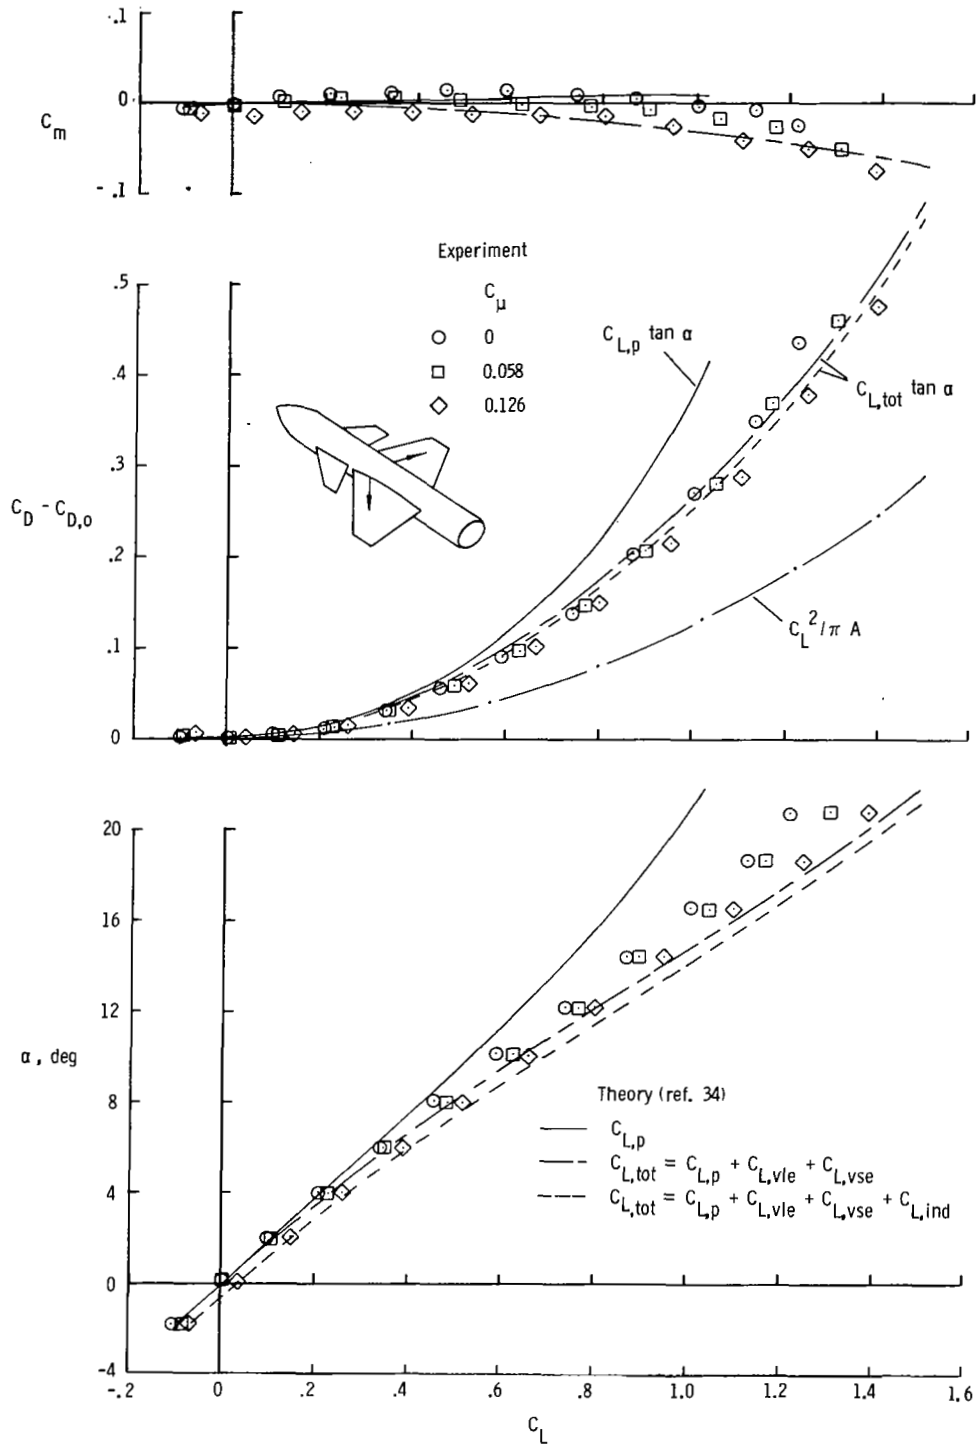 .1
0
-.1
C_m
Experiment
C_μ
0
0.058
0.126
.5
.4
.3
.2
.1
0
C_D - C_D,o
C_L,p tan α
C_L,tot tan α
C_L^2/π A
20
16
12
8
4
0
-4
α, deg
Theory (ref. 34)
C_L,p
C_L,tot = C_L,p + C_L,vle + C_L,vse
C_L,tot = C_L,p + C_L,vle + C_L,vse + C_L,ind
-.2 0 .2 .4 .6 .8 1.0 1.2 1.4 1.6
C_L